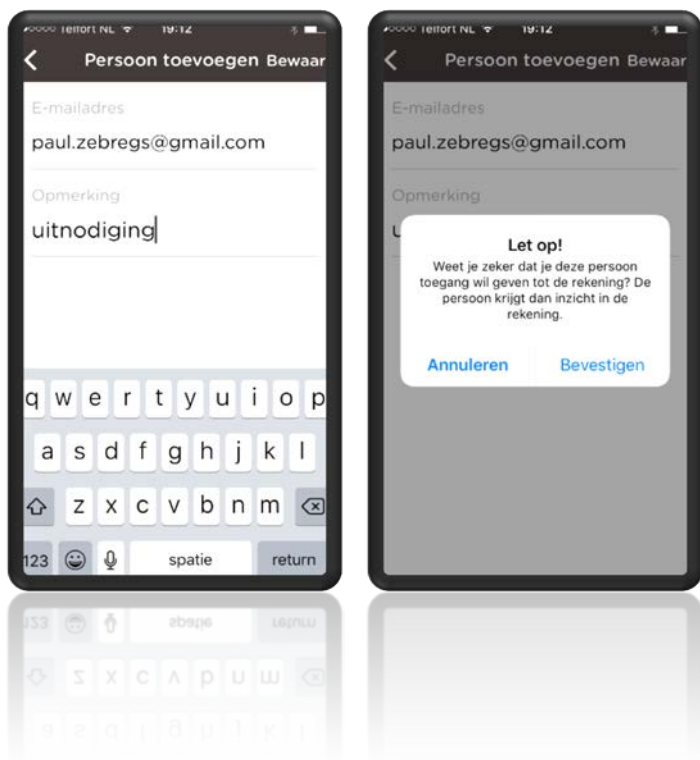 Telfort NL 19:12
Persoon toevoegen Bewaar
E-mailadres
paul.zebregs@gmail.com
Opmerking
uitnodiging
q w e r t y u i o p
a s d f g h j k l
z x c v b n m
123 spatie return
Telfort NL 19:12
Persoon toevoegen Bewaar
E-mailadres
paul.zebregs@gmail.com
Opmerking
u
Let op!
Weet je zeker dat je deze persoon
toegang wil geven tot de rekening? De
persoon krijgt dan inzicht in de
rekening.
Annuleren Bevestigen